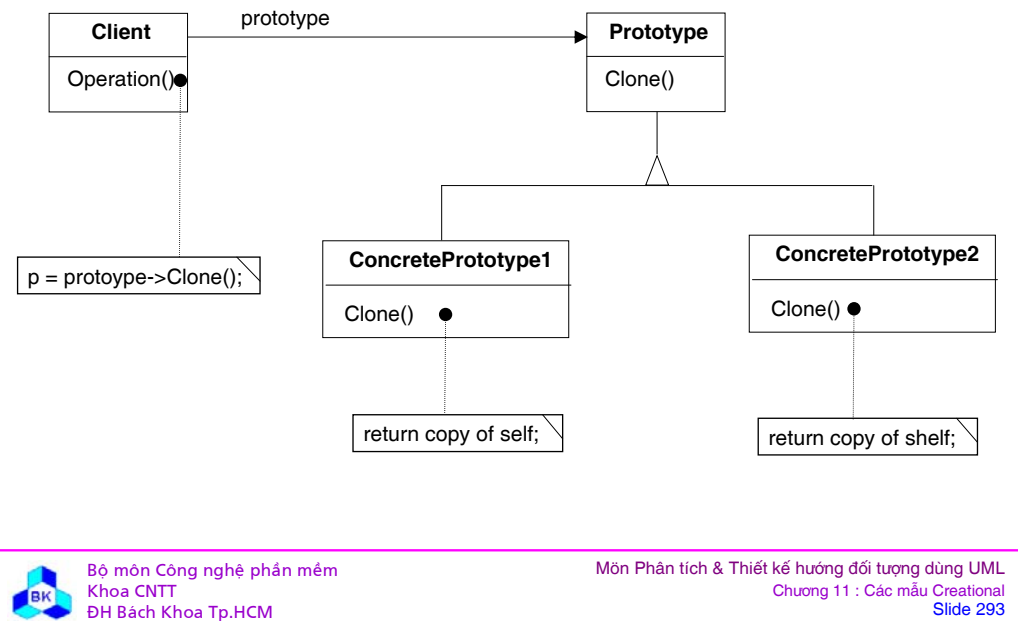 prototype
Client
Prototype
Operation()
Clone()
p = protoype->Clone();
ConcretePrototype1
ConcretePrototype2
Clone()
Clone()
return copy of self;
return copy of shelf;
BK
Bộ môn Công nghệ phần mềm
Khoa CNTT
ĐH Bách Khoa Tp.HCM
Môn Phân tích & Thiết kế hướng đối tượng dùng UML
Chương 11 : Các mẫu Creational
Slide 293